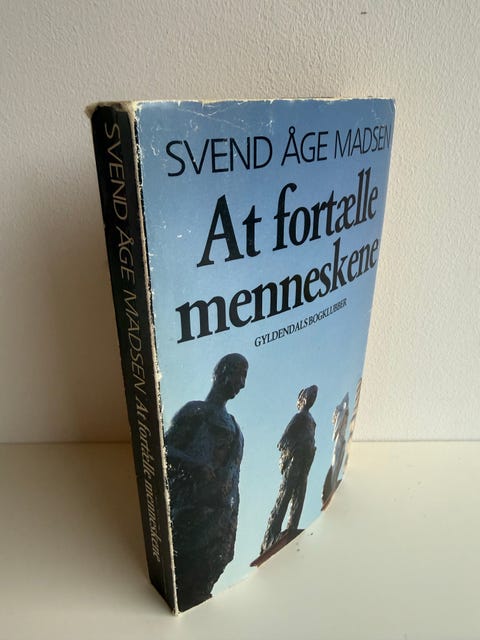 SVEND ÅGE MADSEN At fortælle menneskene
SVEND ÅGE MADSEN
At fortælle
menneskene
GYLDENDALS BOGKLUBBER